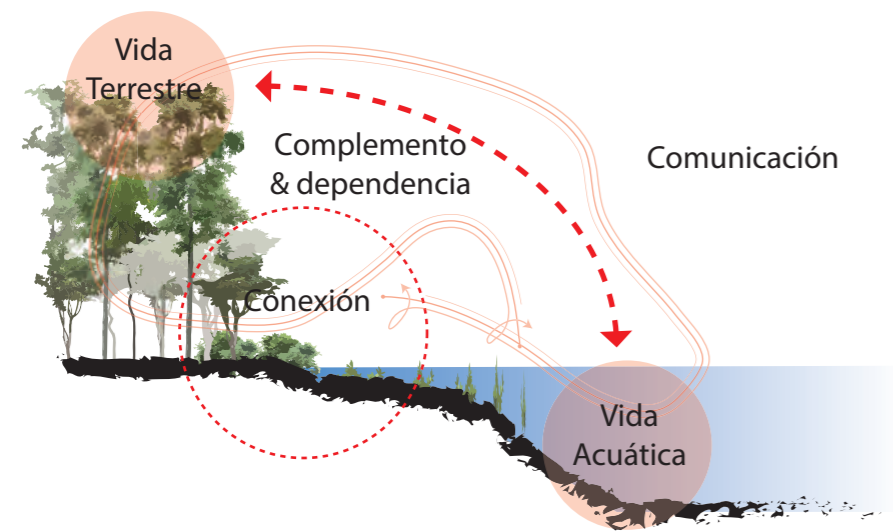 Vida
Terrestre
Complemento
& dependencia
Comunicación
Conexión
Vida
Acuática